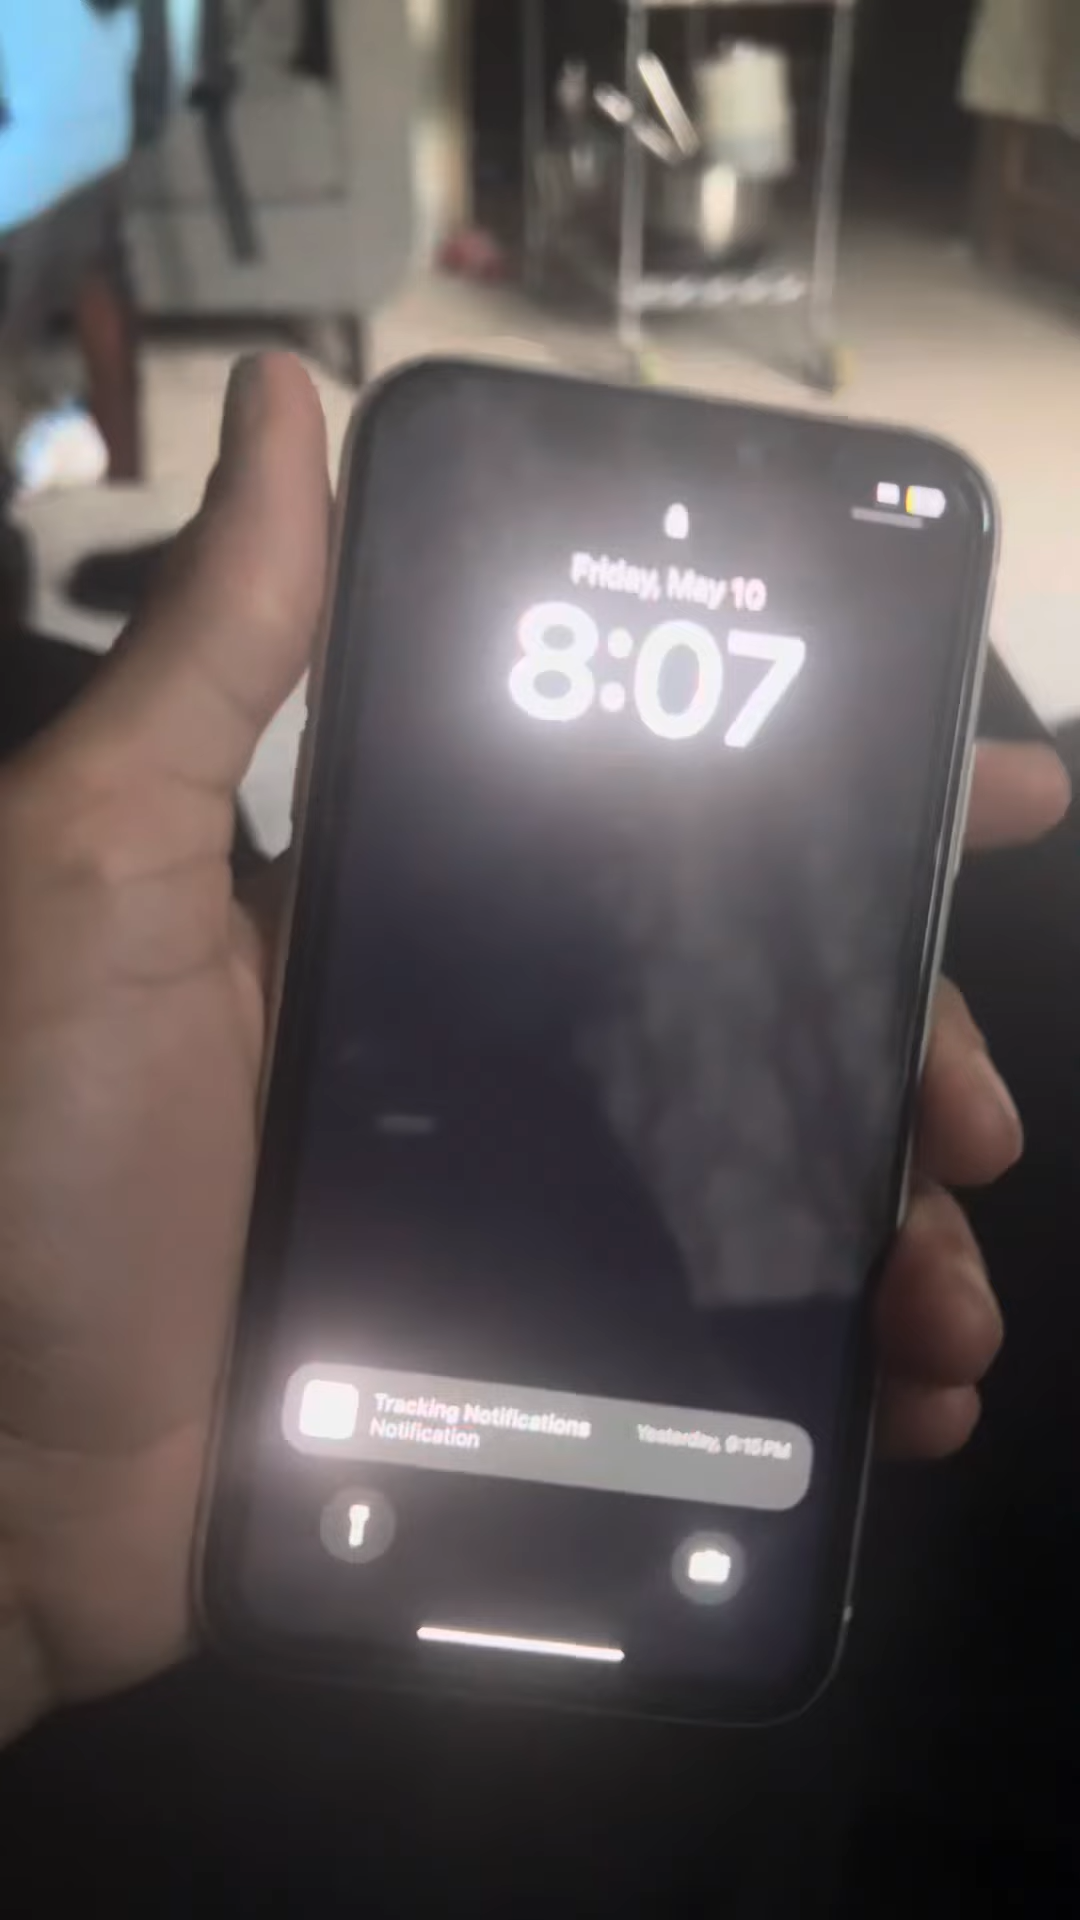 Friday, May 10
8:07
Tracking Notifications
Yesterday, 9:15 PM
Notification